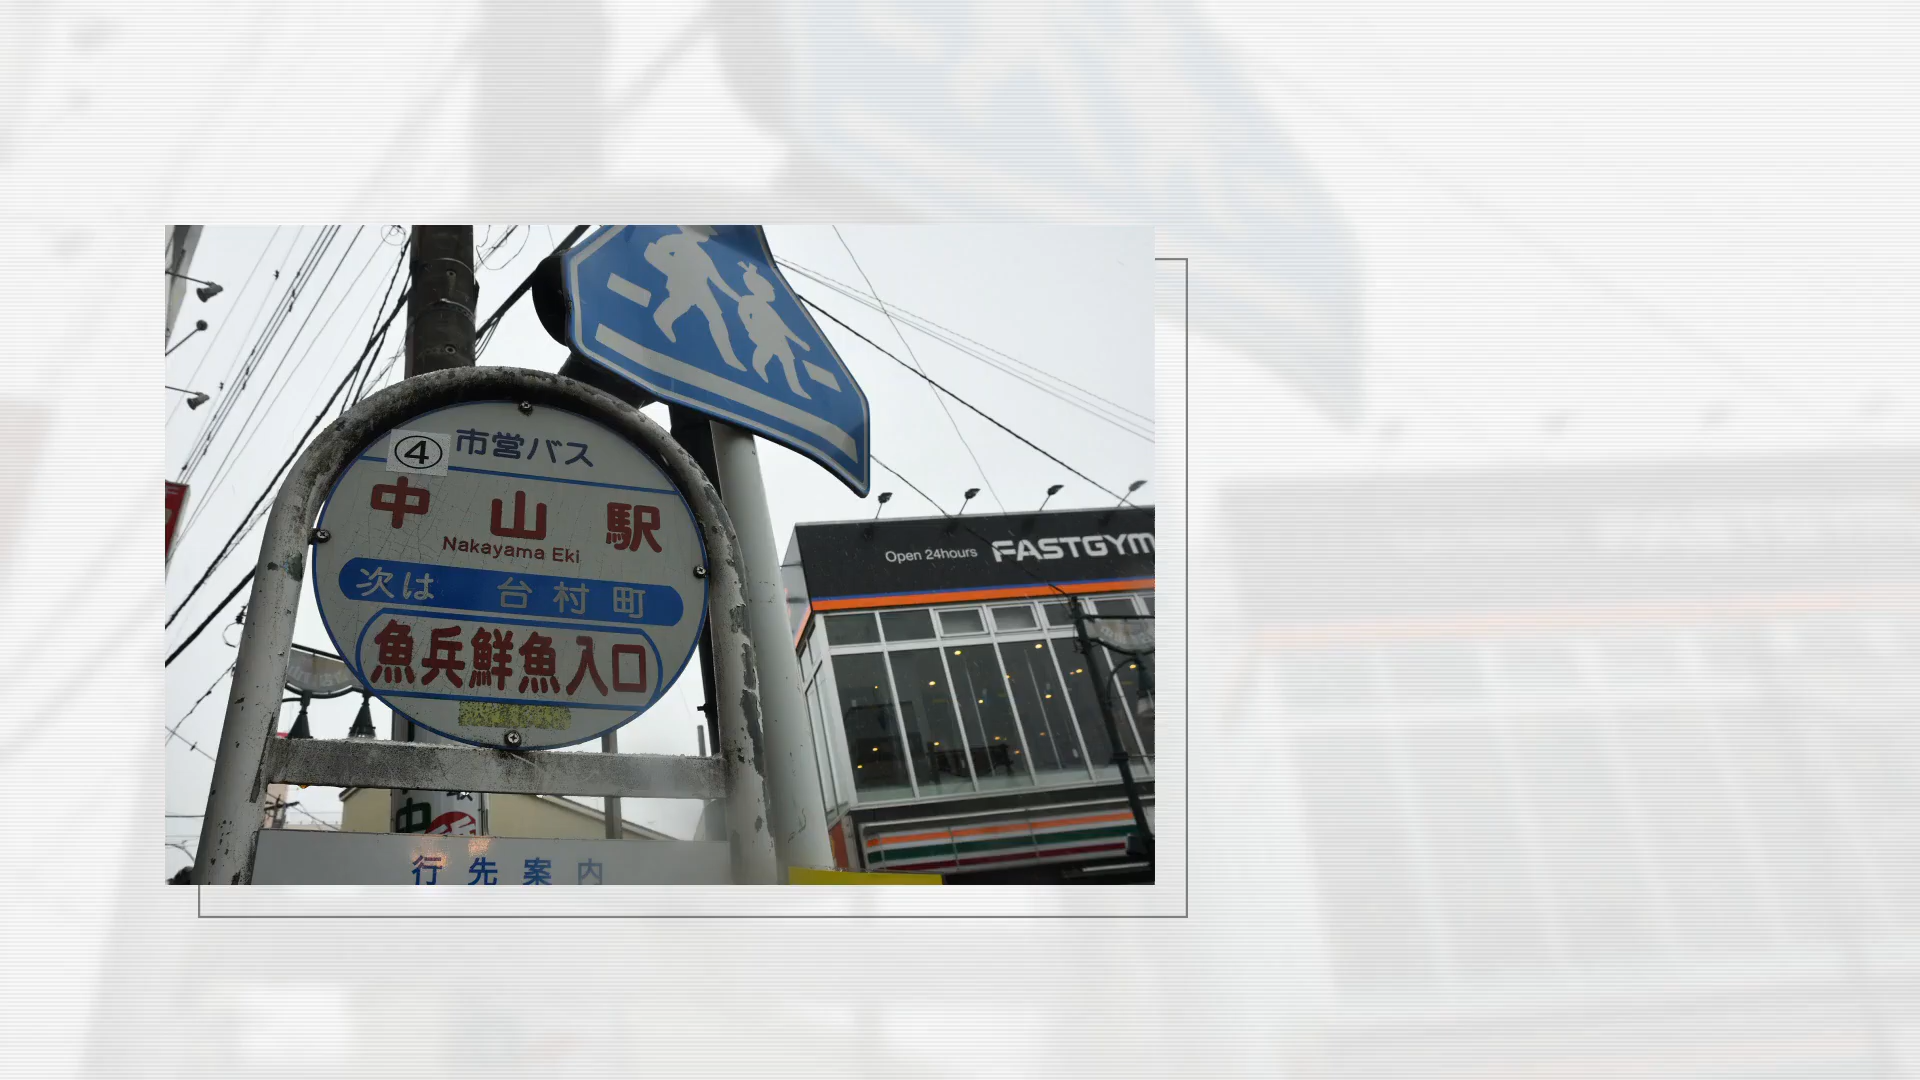 ④ 市営バス
中山駅
Nakayama Eki
次は 台村町
魚兵鮮魚入口
行先案内
Open 24hours FASTGYM
中